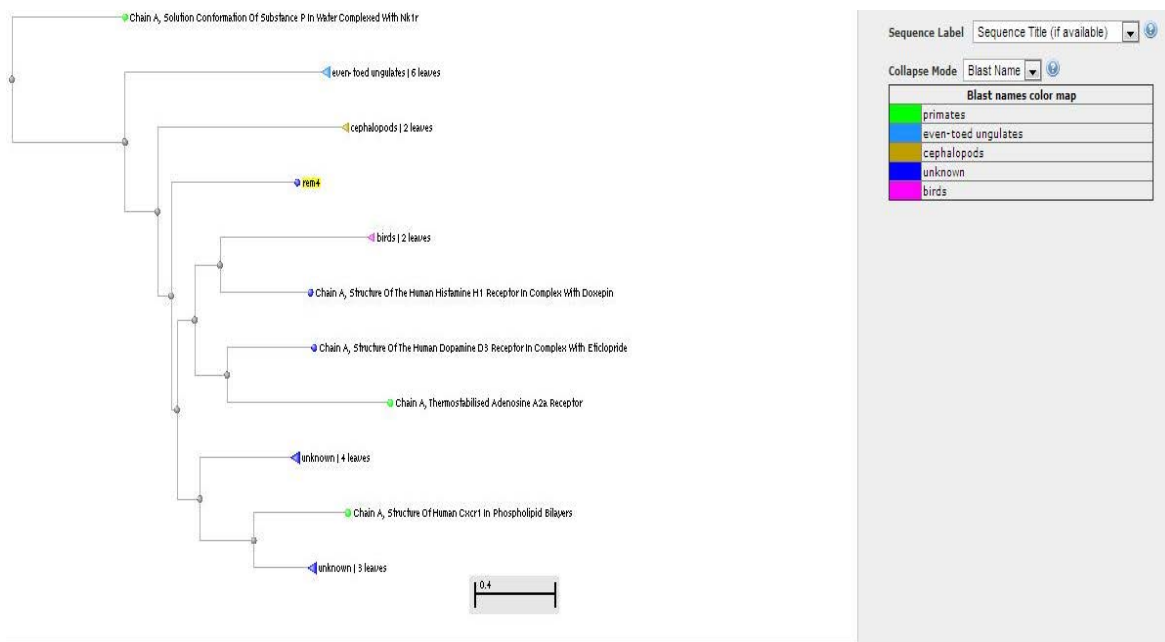 Chain A, Solution Conformation Of Substance P In Water Complexed With Nk1r
even-toed ungulates | 6 leaves
cephalopods | 2 leaves
rem4
birds | 2 leaves
Chain A, Structure Of The Human Histamine H1 Receptor In Complex With Doxepin
Chain A, Structure Of The Human Dopamine D3 Receptor In Complex With Eticlopride
Chain A, Thermostabilised Adenosine A2a Receptor
unknown | 4 leaves
Chain A, Structure Of Human Cxcr1 In Phospholipid Bilayers
unknown | 3 leaves
0.4
Sequence Label Sequence Title (if available)
Collapse Mode Blast Name
Blast names color map
primates
even-toed ungulates
cephalopods
unknown
birds